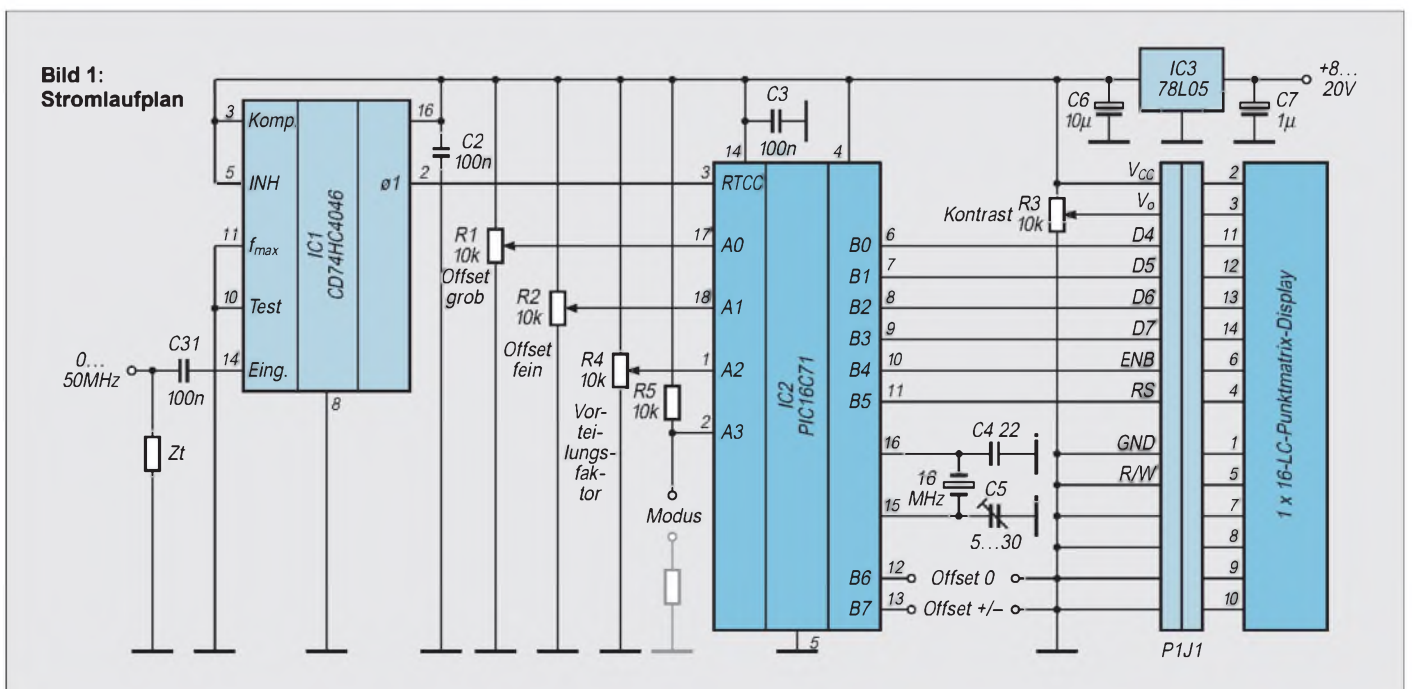 Bild 1:
Stromlaufplan
IC3
78L05
+8...
20V
C6
10µ
C7
1µ
3
Komp.
16
5
INH
ø1
2
11
fmax
10
Test
14
Eing.
8
IC1
CD74HC4046
C2
100n
0...
50MHz
C31
100n
Zt
R1
10k
Offset
grob
R2
10k
Offset
fein
R4
10k
Vor-
tei-
lungs-
fak-
tor
R5
10k
Modus
C3
100n
14
4
3
RTCC
17
A0
18
A1
1
A2
2
A3
IC2
PIC16C71
B0
6
B1
7
B2
8
B3
9
B4
10
B5
11
16
15
B6
12
B7
13
5
C4 22
16
MHz
C5
5...30
Offset 0
Offset +/–
Kontrast
R3
10k
VCC
2
Vo
3
D4
11
D5
12
D6
13
D7
14
ENB
6
RS
4
GND
1
R/W
5
7
8
9
10
P1J1
1 x 16-LC-Punktmatrix-Display